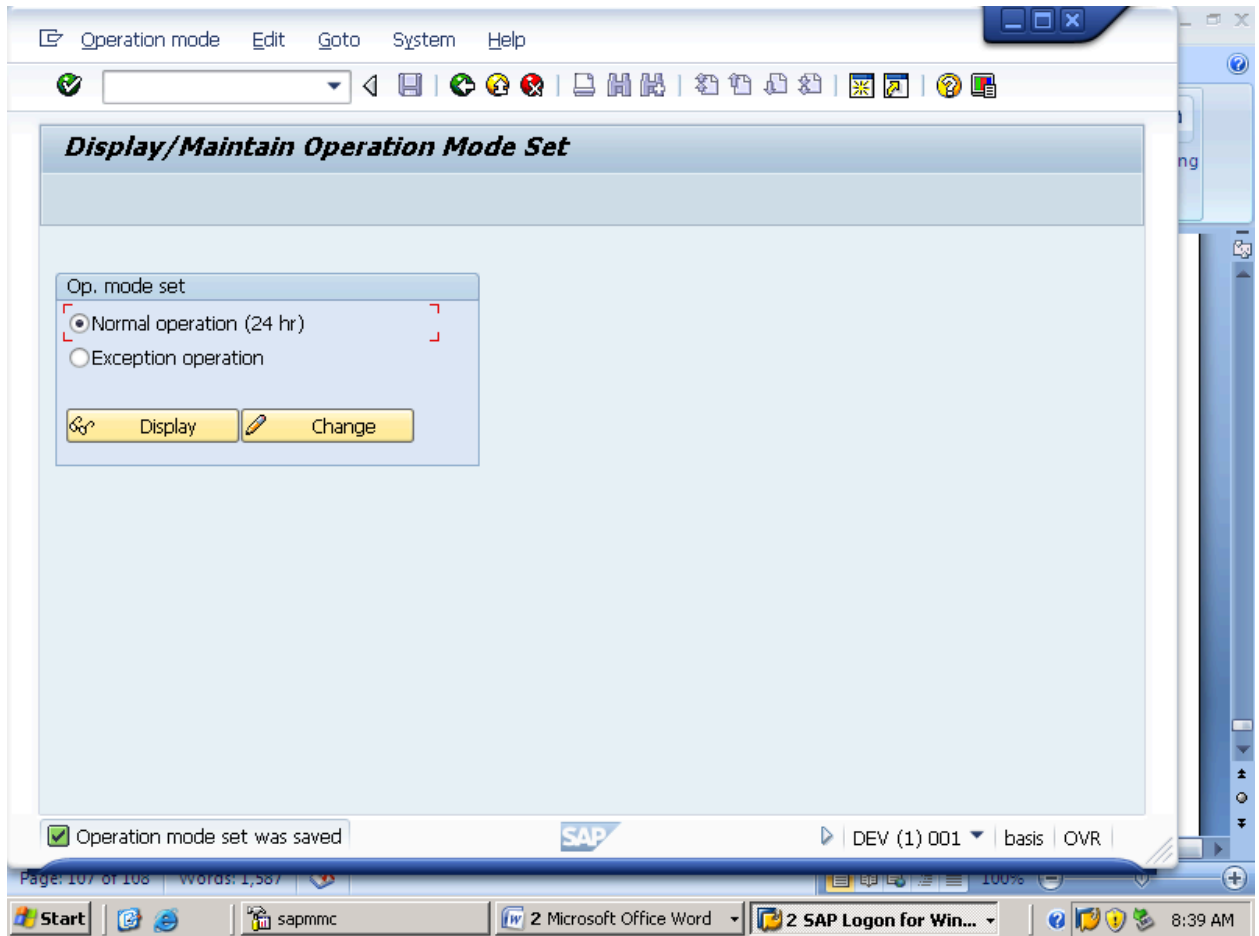 Operation mode Edit Goto System Help
Display/Maintain Operation Mode Set
ng
Op. mode set
Normal operation (24 hr)
Exception operation
Display Change
Operation mode set was saved
SAP
DEV (1) 001 basis OVR
Page: 107 of 108 Words: 1,587 100%
Start sapmmc 2 Microsoft Office Word 2 SAP Logon for Win... 8:39 AM